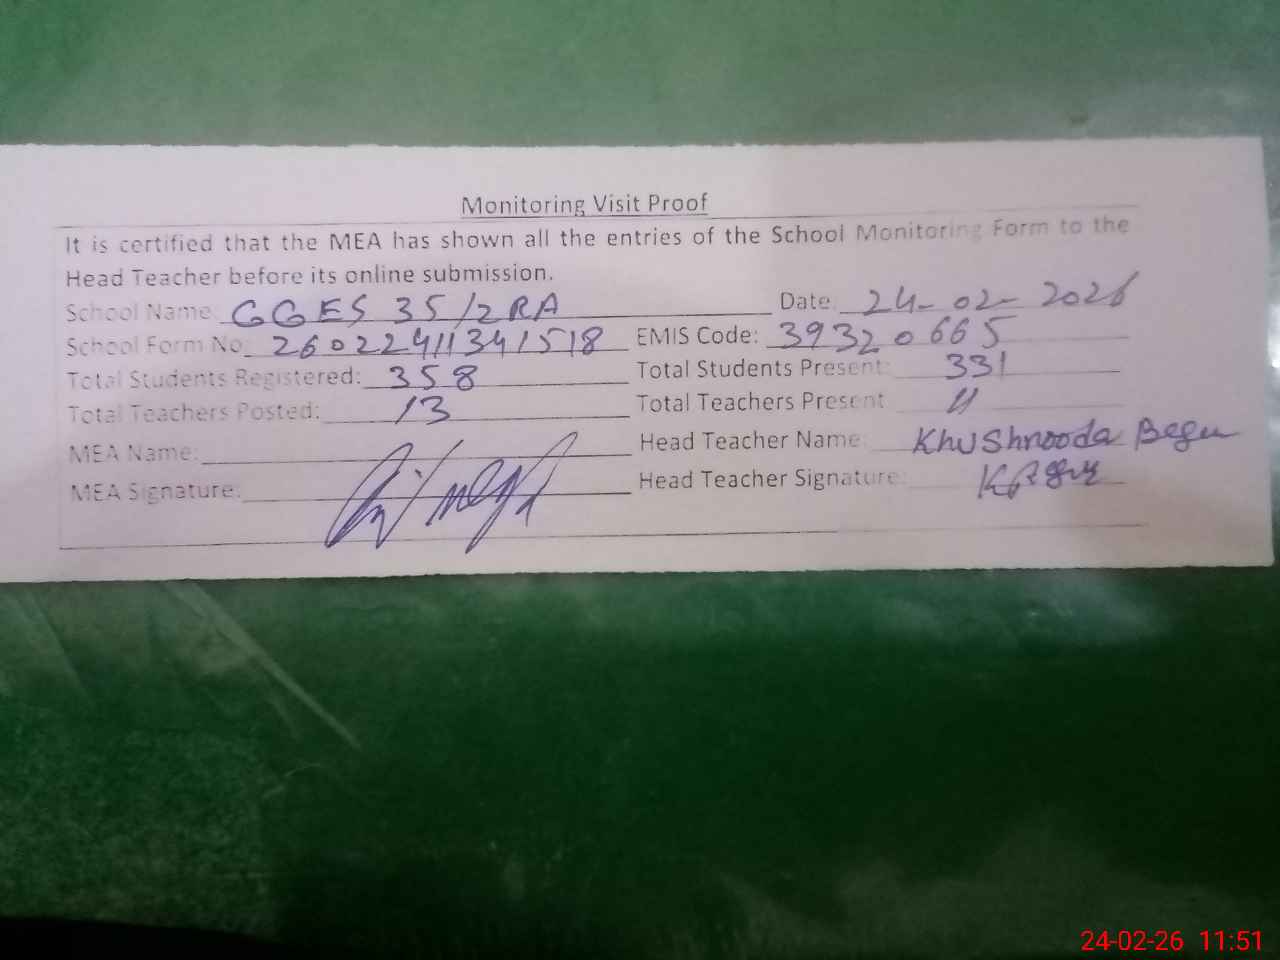 Monitoring Visit Proof
It is certified that the MEA has shown all the entries of the School Monitoring Form to the
Head Teacher before its online submission.
School Name: GGES 35/2RA Date: 24-02-2026
School Form No. 26022411341518 EMIS Code: 39320665
Total Students Registered: 358 Total Students Present: 331
Total Teachers Posted: 13 Total Teachers Present 11
MEA Name: Head Teacher Name: Khushnooda
MEA Signature: Head Teacher Signature:
24-02-26 11:51